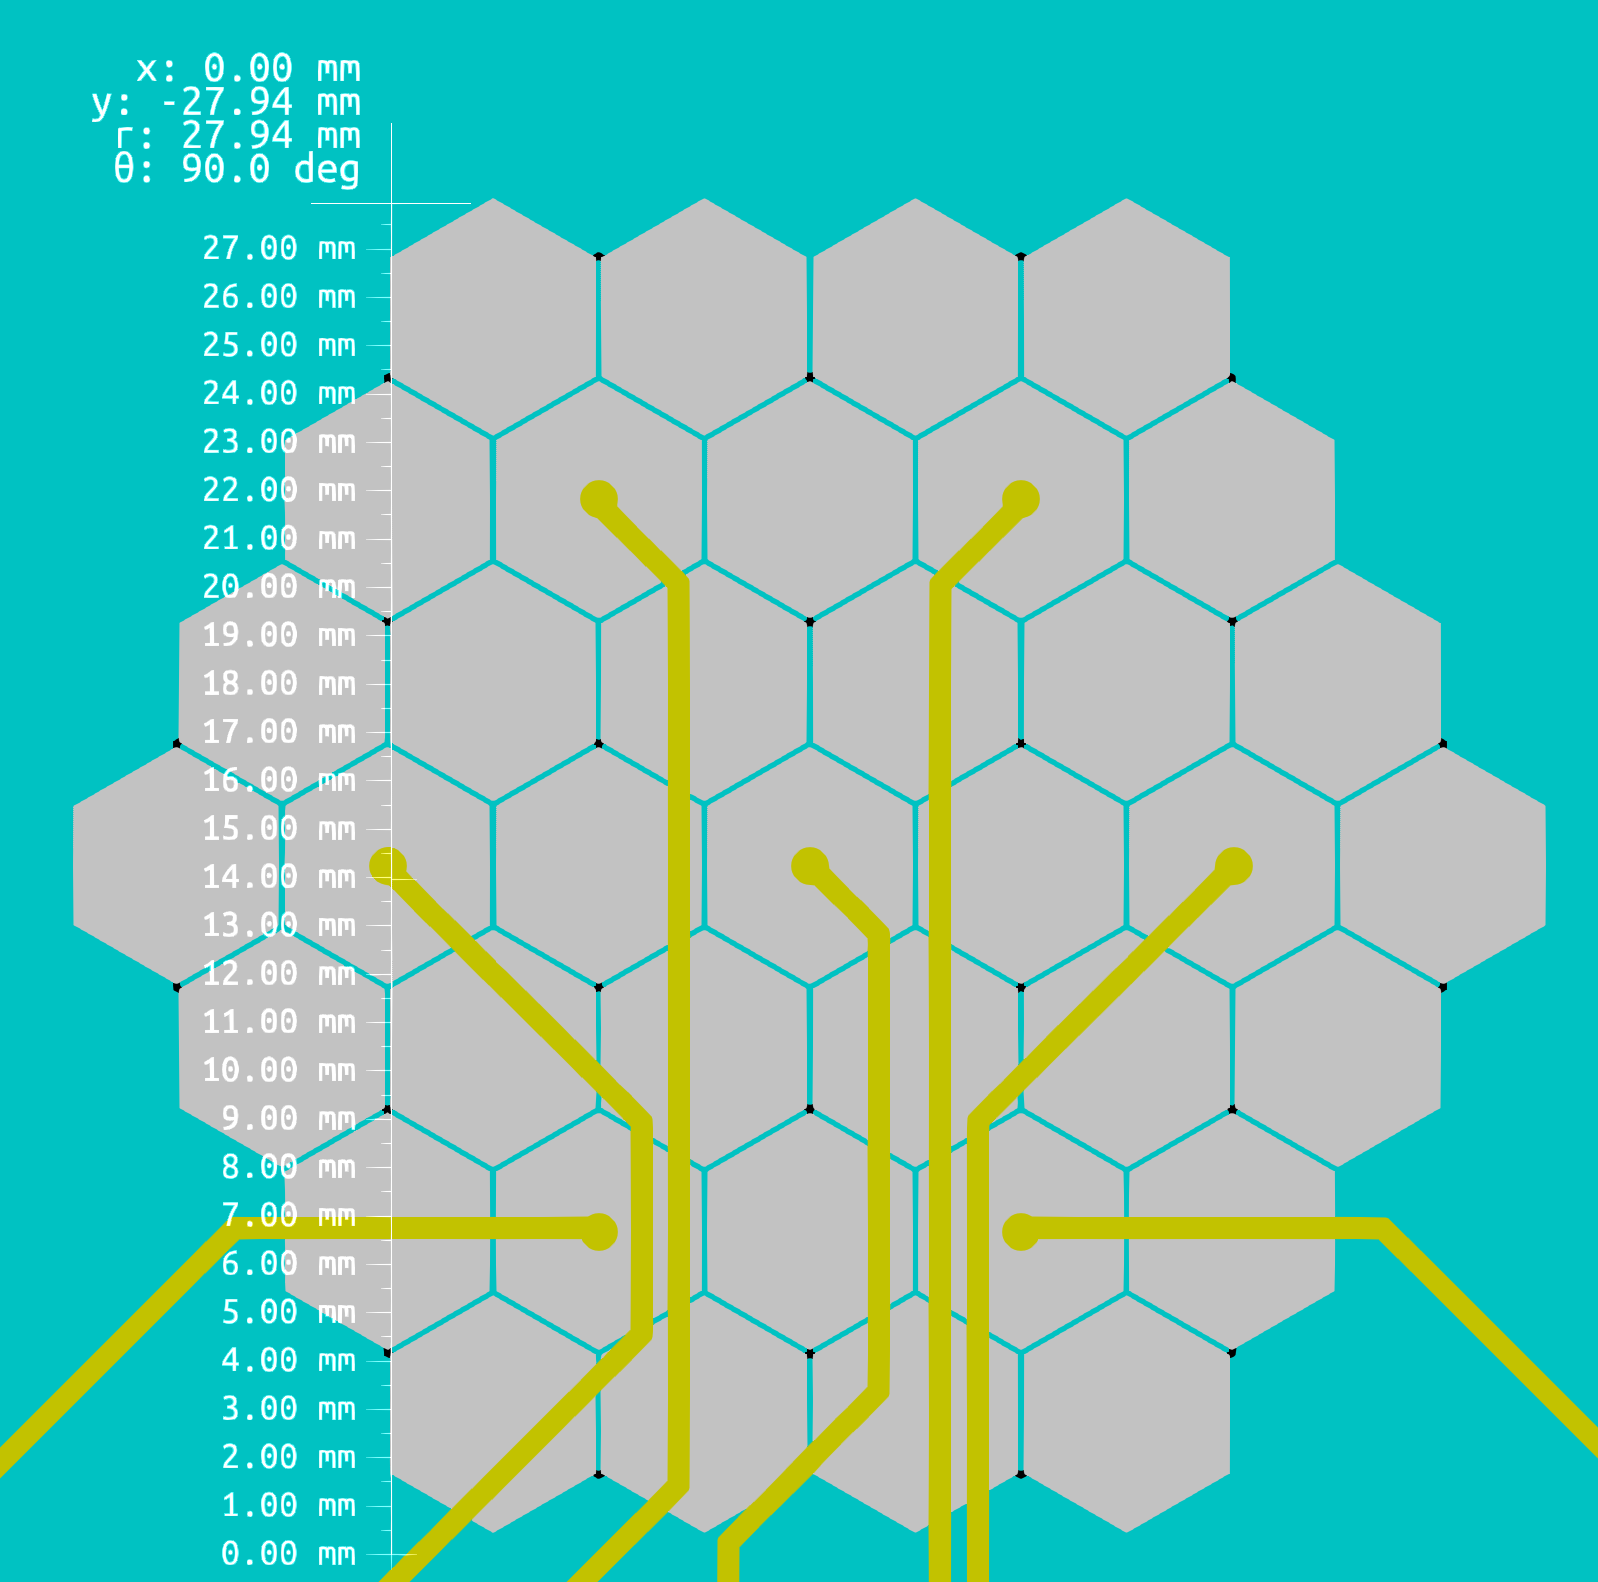 x: 0.00 mm
y: -27.94 mm
r: 27.94 mm
θ: 90.0 deg
27.00 mm
26.00 mm
25.00 mm
24.00 mm
23.00 mm
22.00 mm
21.00 mm
20.00 mm
19.00 mm
18.00 mm
17.00 mm
16.00 mm
15.00 mm
14.00 mm
13.00 mm
12.00 mm
11.00 mm
10.00 mm
9.00 mm
8.00 mm
7.00 mm
6.00 mm
5.00 mm
4.00 mm
3.00 mm
2.00 mm
1.00 mm
0.00 mm